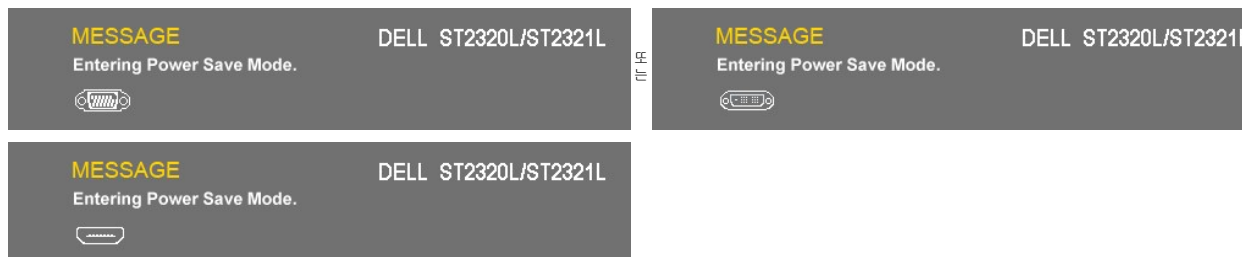 MESSAGE DELL ST2320L/ST2321L
Entering Power Save Mode.
MESSAGE DELL ST2320L/ST2321
Entering Power Save Mode.
MESSAGE DELL ST2320L/ST2321L
Entering Power Save Mode.